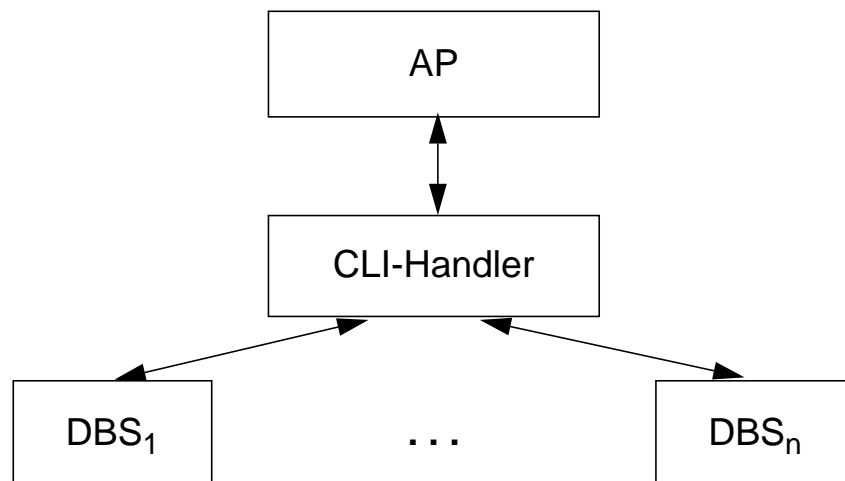 AP
CLI-Handler
DBS₁ . . . DBSₙ